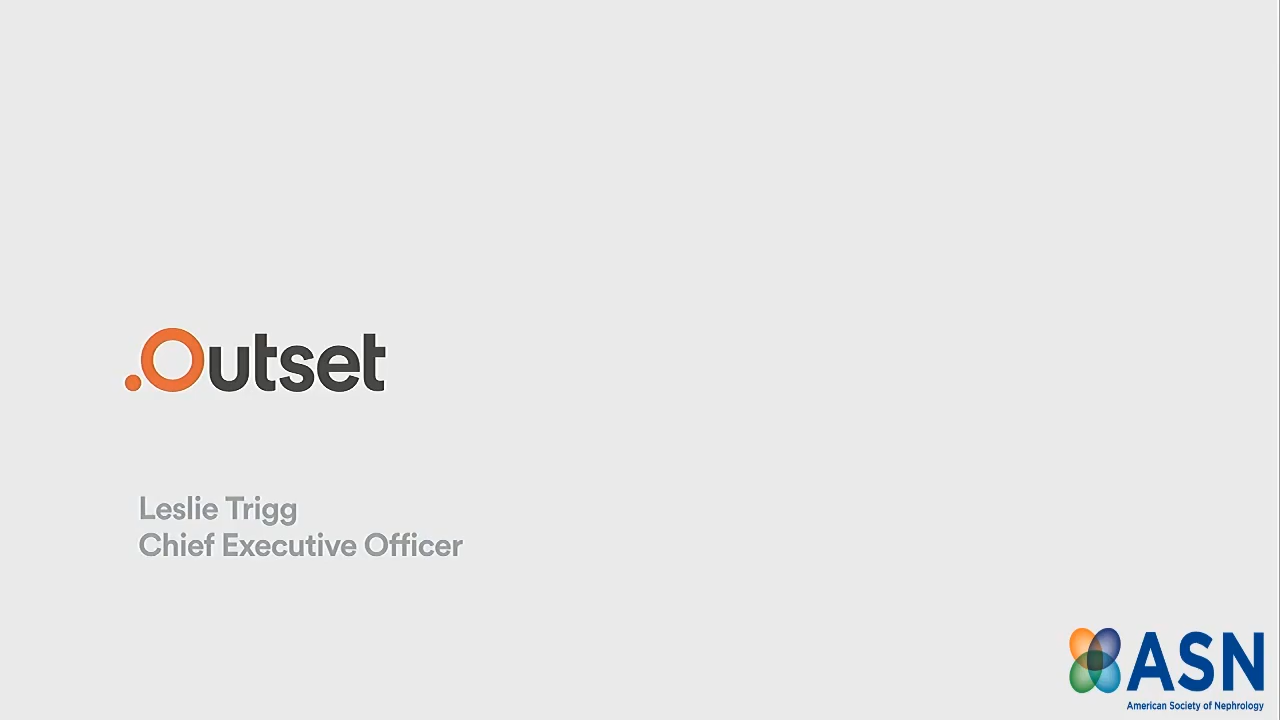 .Outset
Leslie Trigg
Chief Executive Officer
ASN
American Society of Nephrology